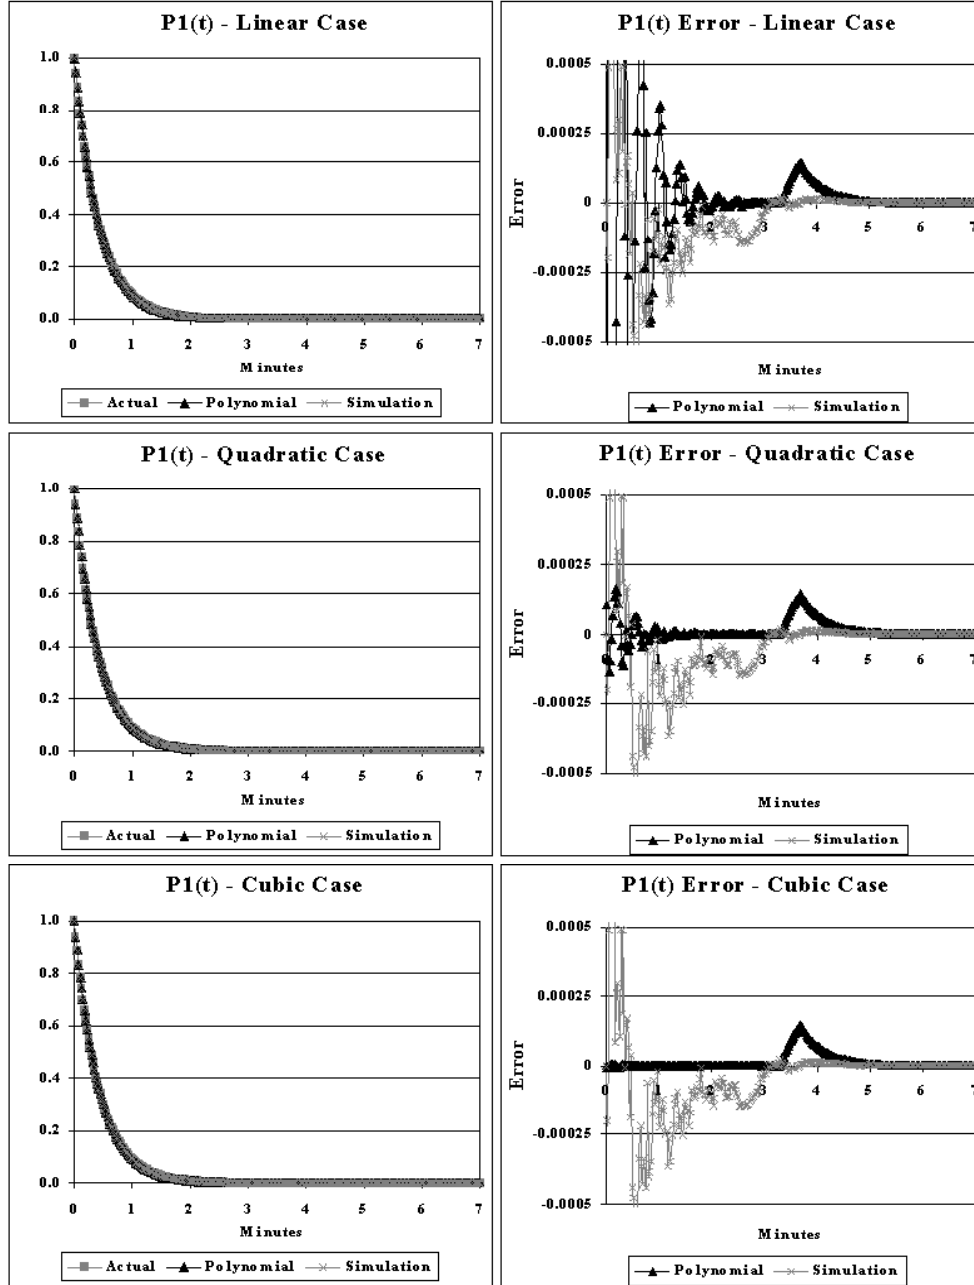 P1(t) - Linear Case
1.0
0.8
0.6
0.4
0.2
0.0
0 1 2 3 4 5 6 7
Minutes
Actual Polynomial Simulation
P1(t) Error - Linear Case
0.0005
0.00025
0
-0.00025
-0.0005
Error
0 1 2 3 4 5 6 7
Minutes
Polynomial Simulation
P1(t) - Quadratic Case
1.0
0.8
0.6
0.4
0.2
0.0
0 1 2 3 4 5 6 7
Minutes
Actual Polynomial Simulation
P1(t) Error - Quadratic Case
0.0005
0.00025
0
-0.00025
-0.0005
Error
0 1 2 3 4 5 6 7
Minutes
Polynomial Simulation
P1(t) - Cubic Case
1.0
0.8
0.6
0.4
0.2
0.0
0 1 2 3 4 5 6 7
Minutes
Actual Polynomial Simulation
P1(t) Error - Cubic Case
0.0005
0.00025
0
-0.00025
-0.0005
Error
0 1 2 3 4 5 6 7
Minutes
Polynomial Simulation